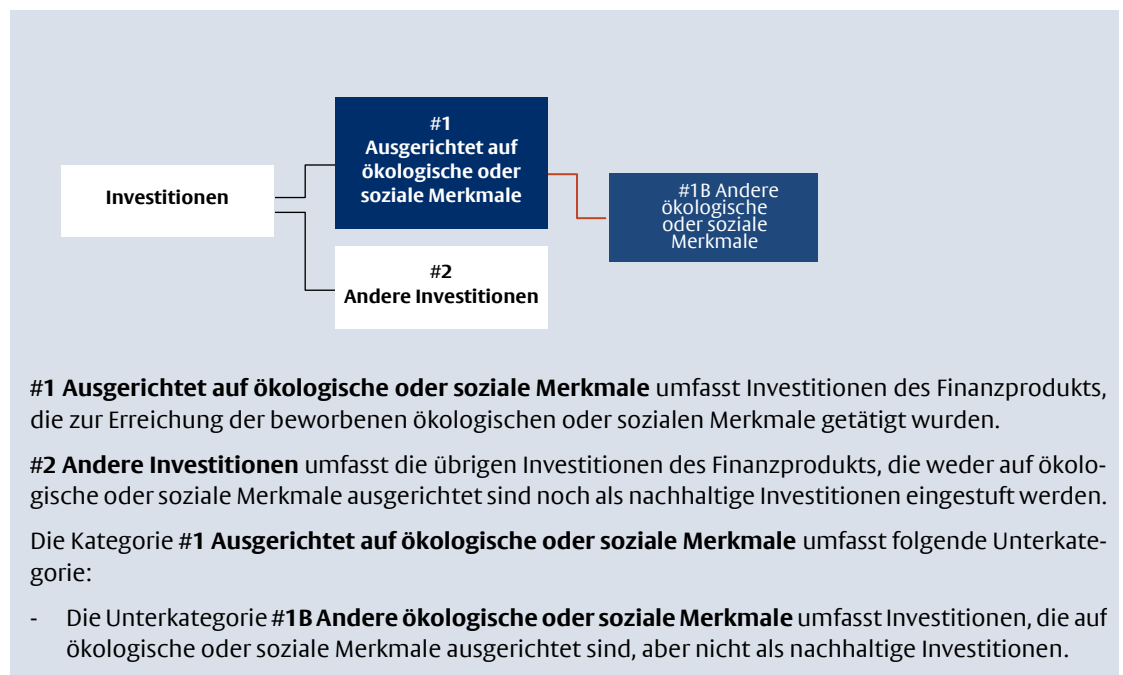 #1
Ausgerichtet auf
ökologische oder
soziale Merkmale
Investitionen
#1B Andere
ökologische
oder soziale
Merkmale
#2
Andere Investitionen
#1 Ausgerichtet auf ökologische oder soziale Merkmale umfasst Investitionen des Finanzprodukts,
die zur Erreichung der beworbenen ökologischen oder sozialen Merkmale getätigt wurden.
#2 Andere Investitionen umfasst die übrigen Investitionen des Finanzprodukts, die weder auf ökolo-
gische oder soziale Merkmale ausgerichtet sind noch als nachhaltige Investitionen eingestuft werden.
Die Kategorie #1 Ausgerichtet auf ökologische oder soziale Merkmale umfasst folgende Unterkate-
gorie:
- Die Unterkategorie #1B Andere ökologische oder soziale Merkmale umfasst Investitionen, die auf
ökologische oder soziale Merkmale ausgerichtet sind, aber nicht als nachhaltige Investitionen.